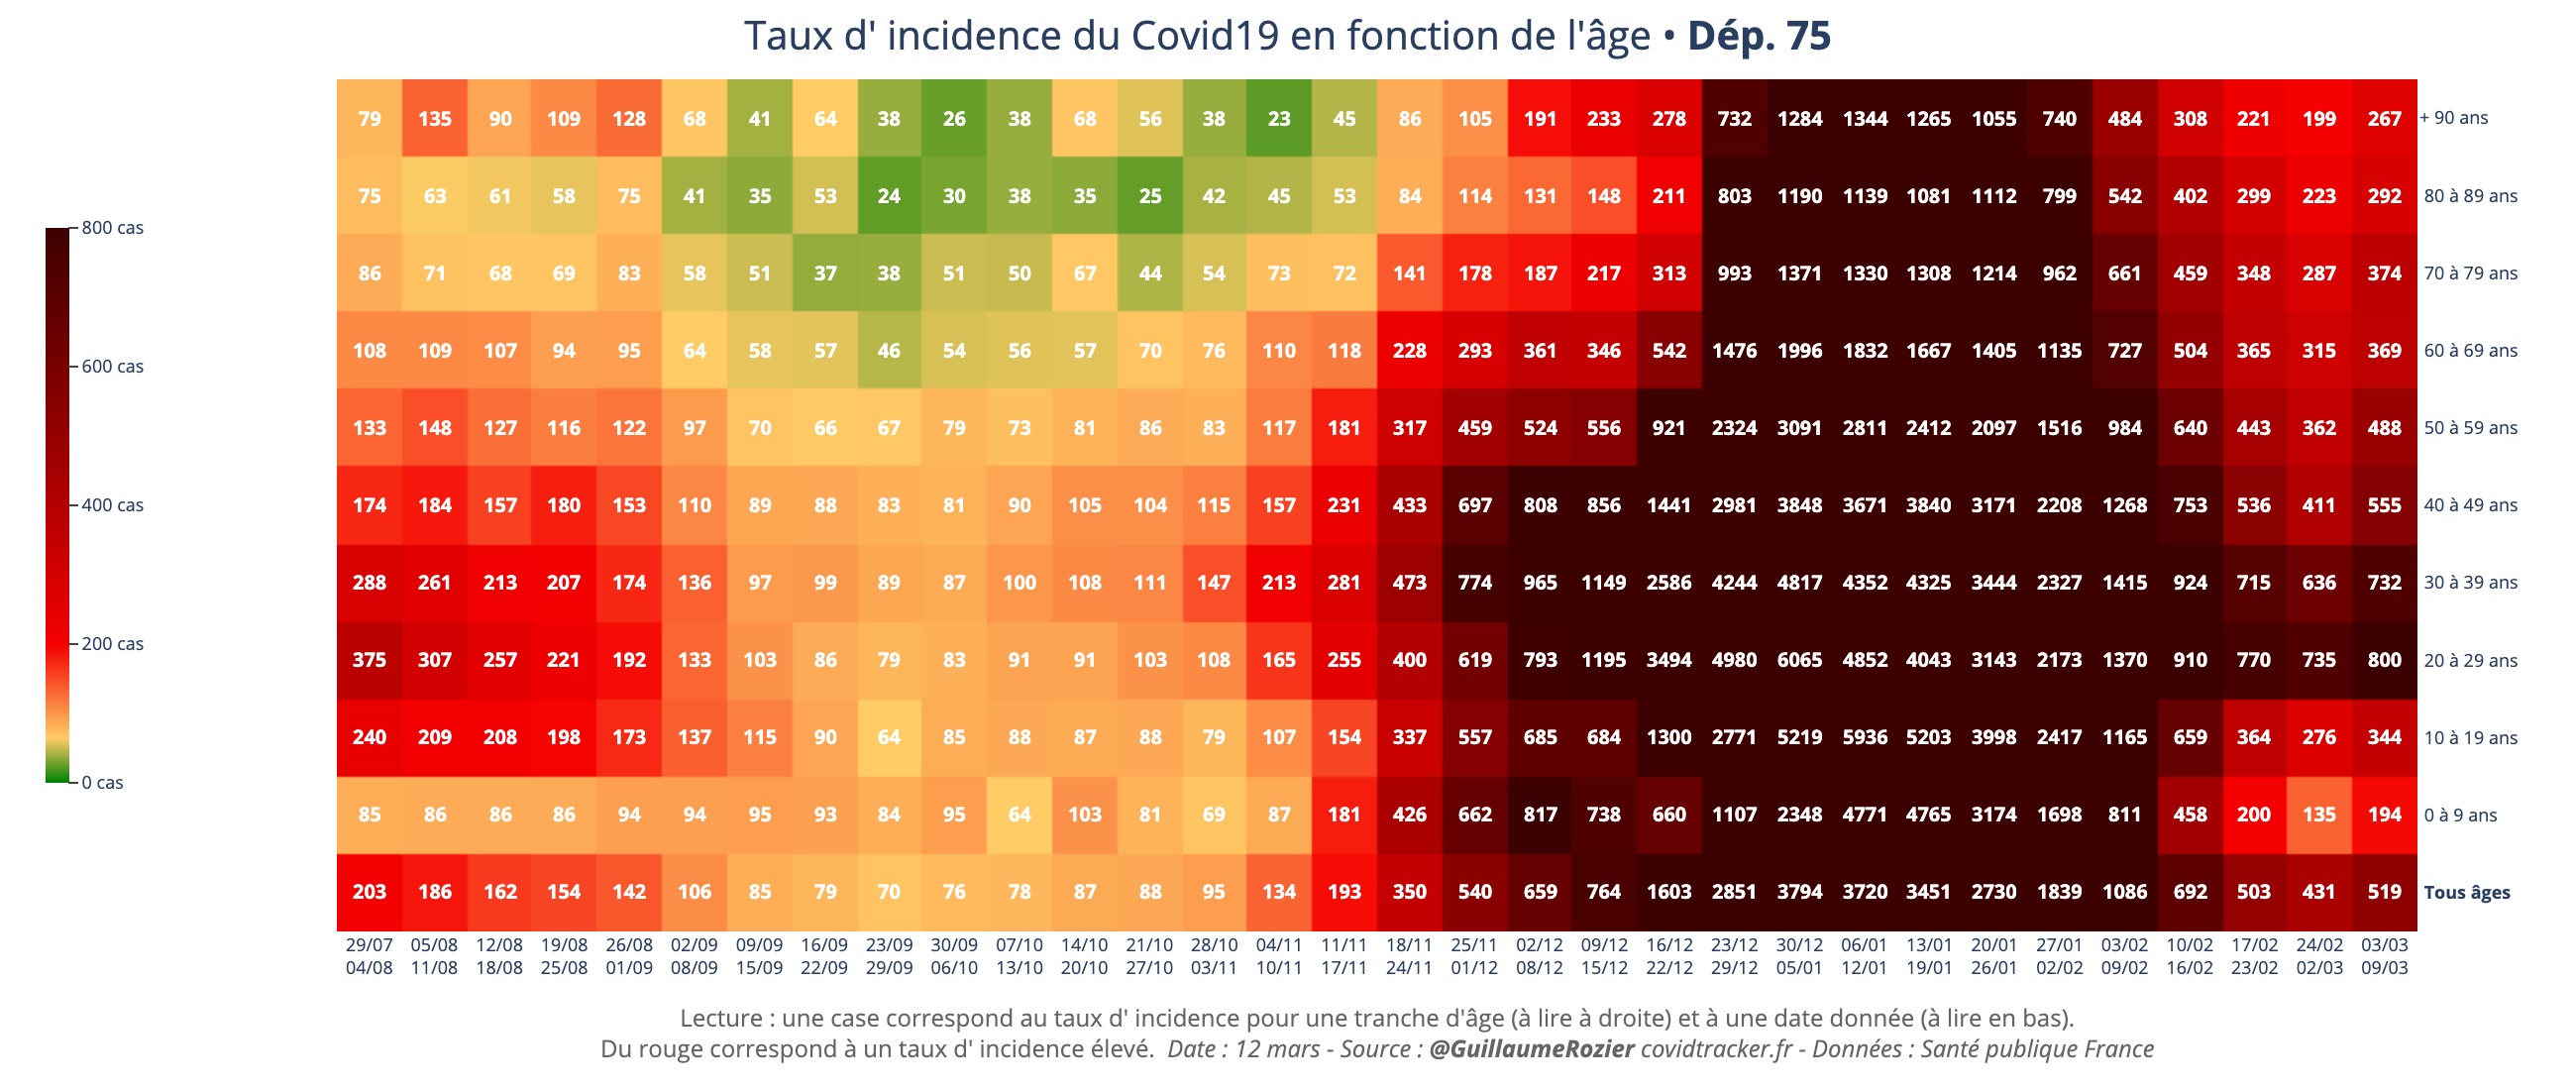 Taux d' incidence du Covid19 en fonction de l'âge • Dép. 75
79 135 90 109 128 68 41 64 38 26 38 68 56 38 23 45 86 105 191 233 278 732 1284 1344 1265 1055 740 484 308 221 199 267 + 90 ans
75 63 61 58 75 41 35 53 24 30 38 35 25 42 45 53 84 114 131 148 211 803 1190 1139 1081 1112 799 542 402 299 223 292 80 à 89 ans
86 71 68 69 83 58 51 37 38 51 50 67 44 54 73 72 141 178 187 217 313 993 1371 1330 1308 1214 962 661 459 348 287 374 70 à 79 ans
108 109 107 94 95 64 58 57 46 54 56 57 70 76 110 118 228 293 361 346 542 1476 1996 1832 1667 1405 1135 727 504 365 315 369 60 à 69 ans
133 148 127 116 122 97 70 66 67 79 73 81 86 83 117 181 317 459 524 556 921 2324 3091 2811 2412 2097 1516 984 640 443 362 488 50 à 59 ans
174 184 157 180 153 110 89 88 83 81 90 105 104 115 157 231 433 697 808 856 1441 2981 3848 3671 3840 3171 2208 1268 753 536 411 555 40 à 49 ans
288 261 213 207 174 136 97 99 89 87 100 108 111 147 213 281 473 774 965 1149 2586 4244 4817 4352 4325 3444 2327 1415 924 715 636 732 30 à 39 ans
375 307 257 221 192 133 103 86 79 83 91 91 103 108 165 255 400 619 793 1195 3494 4980 6065 4852 4043 3143 2173 1370 910 770 735 800 20 à 29 ans
240 209 208 198 173 137 115 90 64 85 88 87 88 79 107 154 337 557 685 684 1300 2771 5219 5936 5203 3998 2417 1165 659 364 276 344 10 à 19 ans
85 86 86 86 94 94 95 93 84 95 64 103 81 69 87 181 426 662 817 738 660 1107 2348 4771 4765 3174 1698 811 458 200 135 194 0 à 9 ans
203 186 162 154 142 106 85 79 70 76 78 87 88 95 134 193 350 540 659 764 1603 2851 3794 3720 3451 2730 1839 1086 692 503 431 519 Tous âges
29/07 05/08 12/08 19/08 26/08 02/09 09/09 16/09 23/09 30/09 07/10 14/10 21/10 28/10 04/11 11/11 18/11 25/11 02/12 09/12 16/12 23/12 30/12 06/01 13/01 20/01 27/01 03/02 10/02 17/02 24/02 03/03
04/08 11/08 18/08 25/08 01/09 08/09 15/09 22/09 29/09 06/10 13/10 20/10 27/10 03/11 10/11 17/11 24/11 01/12 08/12 15/12 22/12 29/12 05/01 12/01 19/01 26/01 02/02 09/02 16/02 23/02 02/03 09/03
800 cas
600 cas
400 cas
200 cas
0 cas
Lecture : une case correspond au taux d' incidence pour une tranche d'âge (à lire à droite) et à une date donnée (à lire en bas).
Du rouge correspond à un taux d' incidence élevé. Date : 12 mars - Source : @GuillaumeRozier covidtracker.fr - Données : Santé publique France